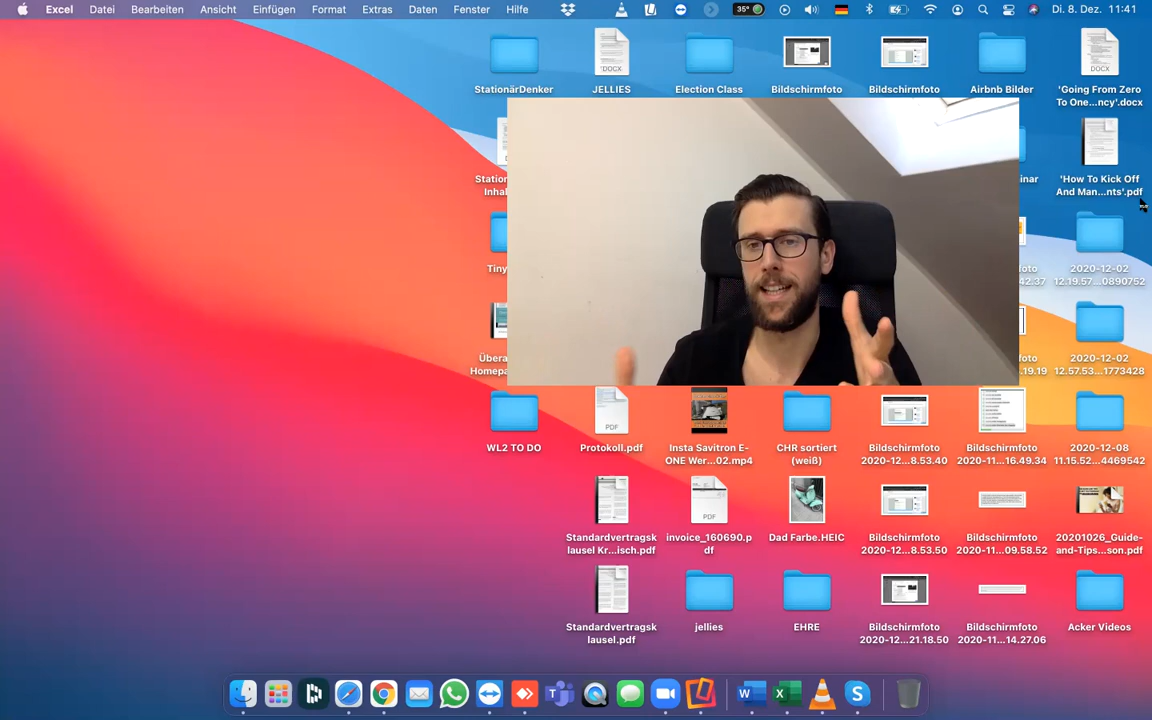 Excel Datei Bearbeiten Ansicht Einfügen Format Extras Daten Fenster Hilfe 35° Di. 8. Dez. 11:41
StationärDenker
DOCX
JELLIES
Election Class
Bildschirmfoto
Bildschirmfoto
Airbnb Bilder
DOCX
'Going From Zero
To One...ncy'.docx
'How To Kick Off
And Man...nts'.pdf
2020-12-02
12.19.57...0890752
2020-12-02
12.57.53...1773428
WL2 TO DO
PDF
Protokoll.pdf
Insta Savitron E-
ONE Wer...02.mp4
CHR sortiert
(weiß)
Bildschirmfoto
2020-12...8.53.40
Bildschirmfoto
2020-11...16.49.34
2020-12-08
11.15.52...4469542
Standardvertragsk
lausel Kr...isch.pdf
PDF
invoice_160690.p
df
Dad Farbe.HEIC
Bildschirmfoto
2020-12...8.53.50
Bildschirmfoto
2020-11...09.58.52
20201026_Guide-
and-Tips...son.pdf
Standardvertragsk
lausel.pdf
jellies
EHRE
Bildschirmfoto
2020-12...21.18.50
Bildschirmfoto
2020-11...14.27.06
Acker Videos